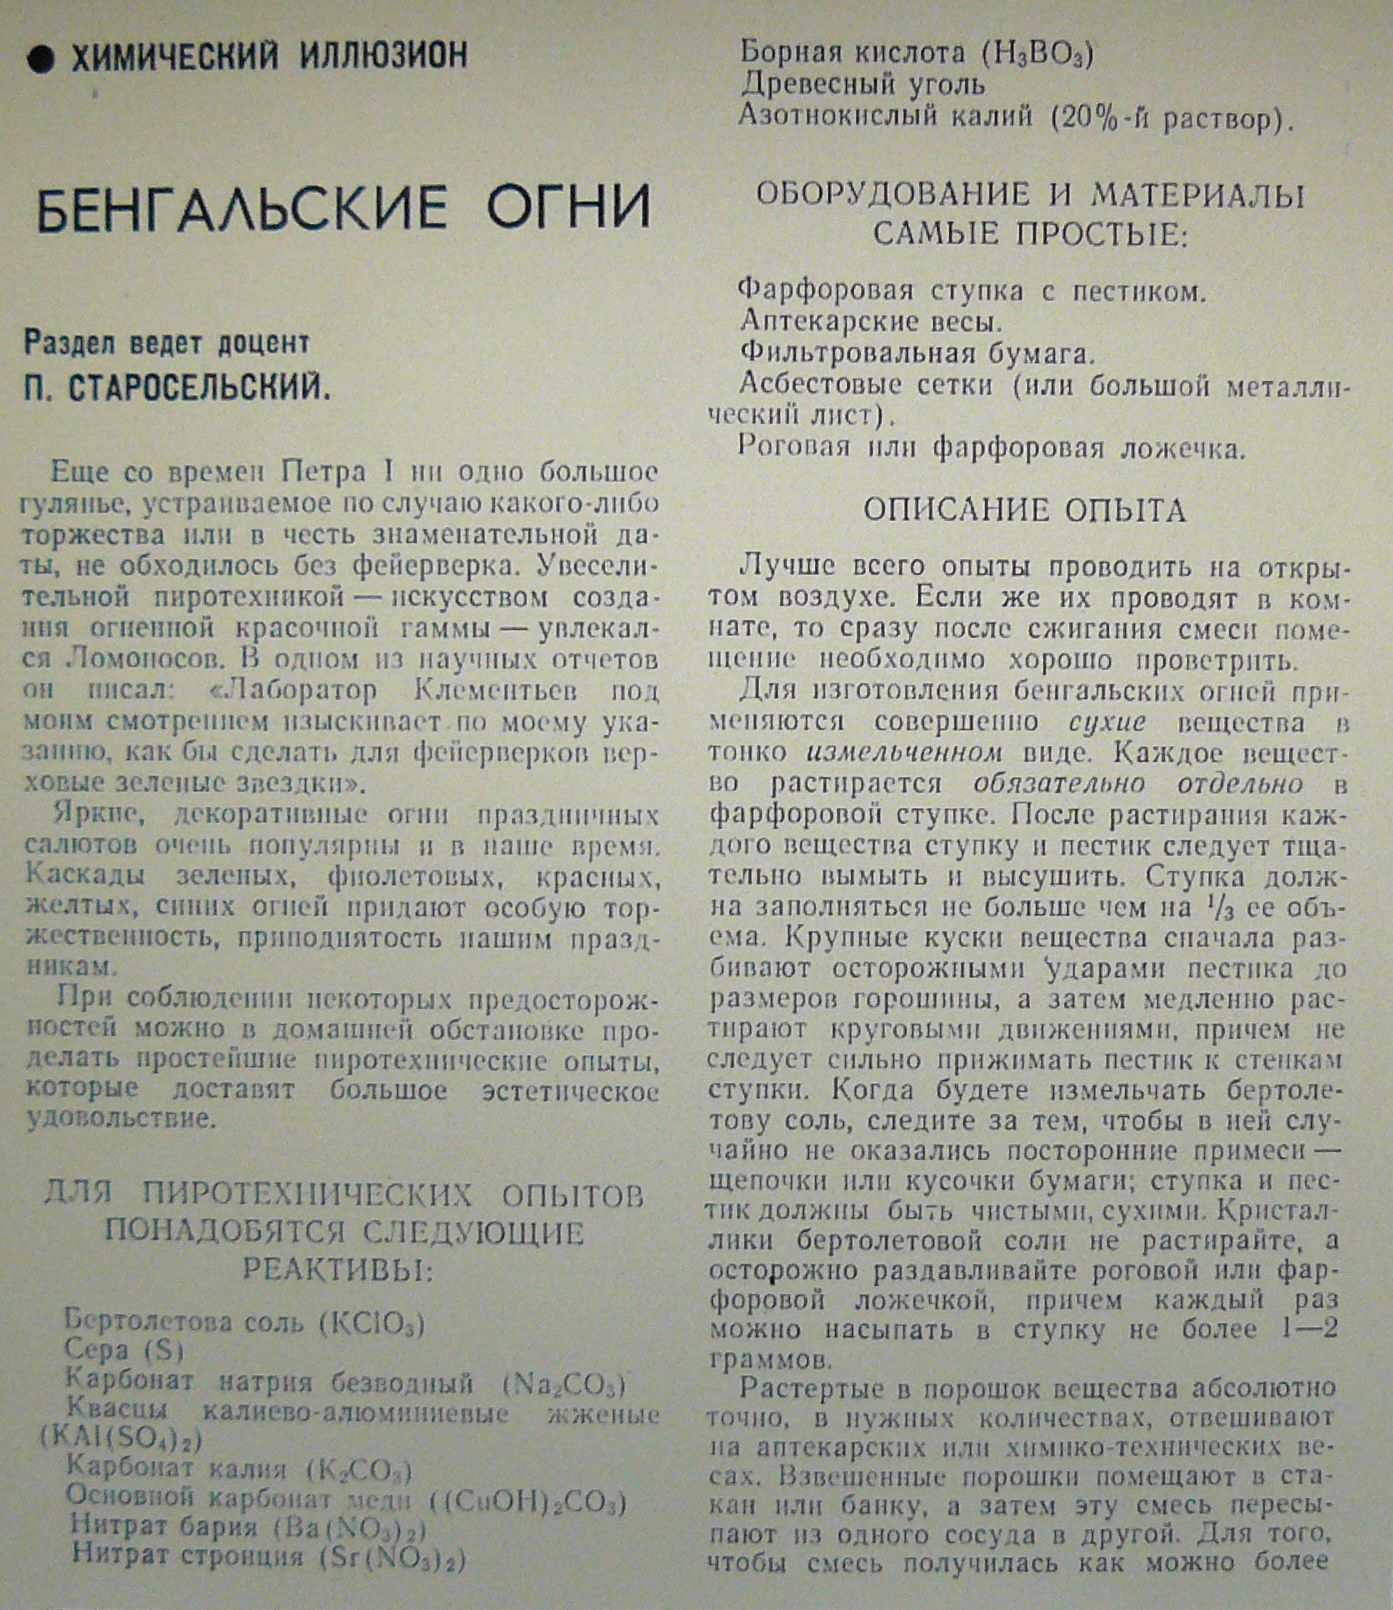 ● ХИМИЧЕСКИЙ ИЛЛЮЗИОН
БЕНГАЛЬСКИЕ ОГНИ
Раздел ведет доцент
П. СТАРОСЕЛЬСКИЙ.
Еще со времен Петра I ни одно большое
гулянье, устраиваемое по случаю какого-либо
торжества или в честь знаменательной да-
ты, не обходилось без фейерверка. Увесели-
тельной пиротехникой — искусством созда-
ния огненной красочной гаммы — увлекал-
ся Ломоносов. В одном из научных отчетов
он писал: «Лаборатор Клементьев под
моим смотрением изыскивает по моему ука-
занию, как бы сделать для фейерверков вер-
ховые зеленые звездки».
Яркие, декоративные огни праздничных
салютов очень популярны и в наше время.
Каскады зеленых, фиолетовых, красных,
желтых, синих огней придают особую тор-
жественность, приподнятость нашим празд-
никам.
При соблюдении некоторых предосторож-
ностей можно в домашней обстановке про-
делать простейшие пиротехнические опыты,
которые доставят большое эстетическое
удовольствие.
ДЛЯ ПИРОТЕХНИЧЕСКИХ ОПЫТОВ
ПОНАДОБЯТСЯ СЛЕДУЮЩИЕ
РЕАКТИВЫ:
Бертолетова соль (KClO₃)
Сера (S)
Карбонат натрия безводный (Na₂CO₃)
Квасцы калиево-алюминиевые жженые
(KAl(SO₄)₂)
Карбонат калия (K₂CO₃)
Основной карбонат меди ((CuOH)₂CO₃)
Нитрат бария (Ba(NO₃)₂)
Нитрат стронция (Sr(NO₃)₂)
Борная кислота (H₃BO₃)
Древесный уголь
Азотнокислый калий (20%-й раствор).
ОБОРУДОВАНИЕ И МАТЕРИАЛЫ
САМЫЕ ПРОСТЫЕ:
Фарфоровая ступка с пестиком.
Аптекарские весы.
Фильтровальная бумага.
Асбестовые сетки (или большой металли-
ческий лист).
Роговая или фарфоровая ложечка.
ОПИСАНИЕ ОПЫТА
Лучше всего опыты проводить на откры-
том воздухе. Если же их проводят в ком-
нате, то сразу после сжигания смеси поме-
щение необходимо хорошо проветрить.
Для изготовления бенгальских огней при-
меняются совершенно сухие вещества в
тонко измельченном виде. Каждое вещест-
во растирается обязательно отдельно в
фарфоровой ступке. После растирания каж-
дого вещества ступку и пестик следует тща-
тельно вымыть и высушить. Ступка долж-
на заполняться не больше чем на ¹/₃ ее объ-
ема. Крупные куски вещества сначала раз-
бивают осторожными ударами пестика до
размеров горошины, а затем медленно рас-
тирают круговыми движениями, причем не
следует сильно прижимать пестик к стенкам
ступки. Когда будете измельчать бертоле-
тову соль, следите за тем, чтобы в ней слу-
чайно не оказались посторонние примеси —
щепочки или кусочки бумаги; ступка и пес-
тик должны быть чистыми, сухими. Кристал-
лики бертолетовой соли не растирайте, а
осторожно раздавливайте роговой или фар-
форовой ложечкой, причем каждый раз
можно насыпать в ступку не более 1—2
граммов.
Растертые в порошок вещества абсолютно
точно, в нужных количествах, отвешивают
на аптекарских или химико-технических ве-
сах. Взвешенные порошки помещают в ста-
кан или банку, а затем эту смесь пересы-
пают из одного сосуда в другой. Для того,
чтобы смесь получилась как можно более